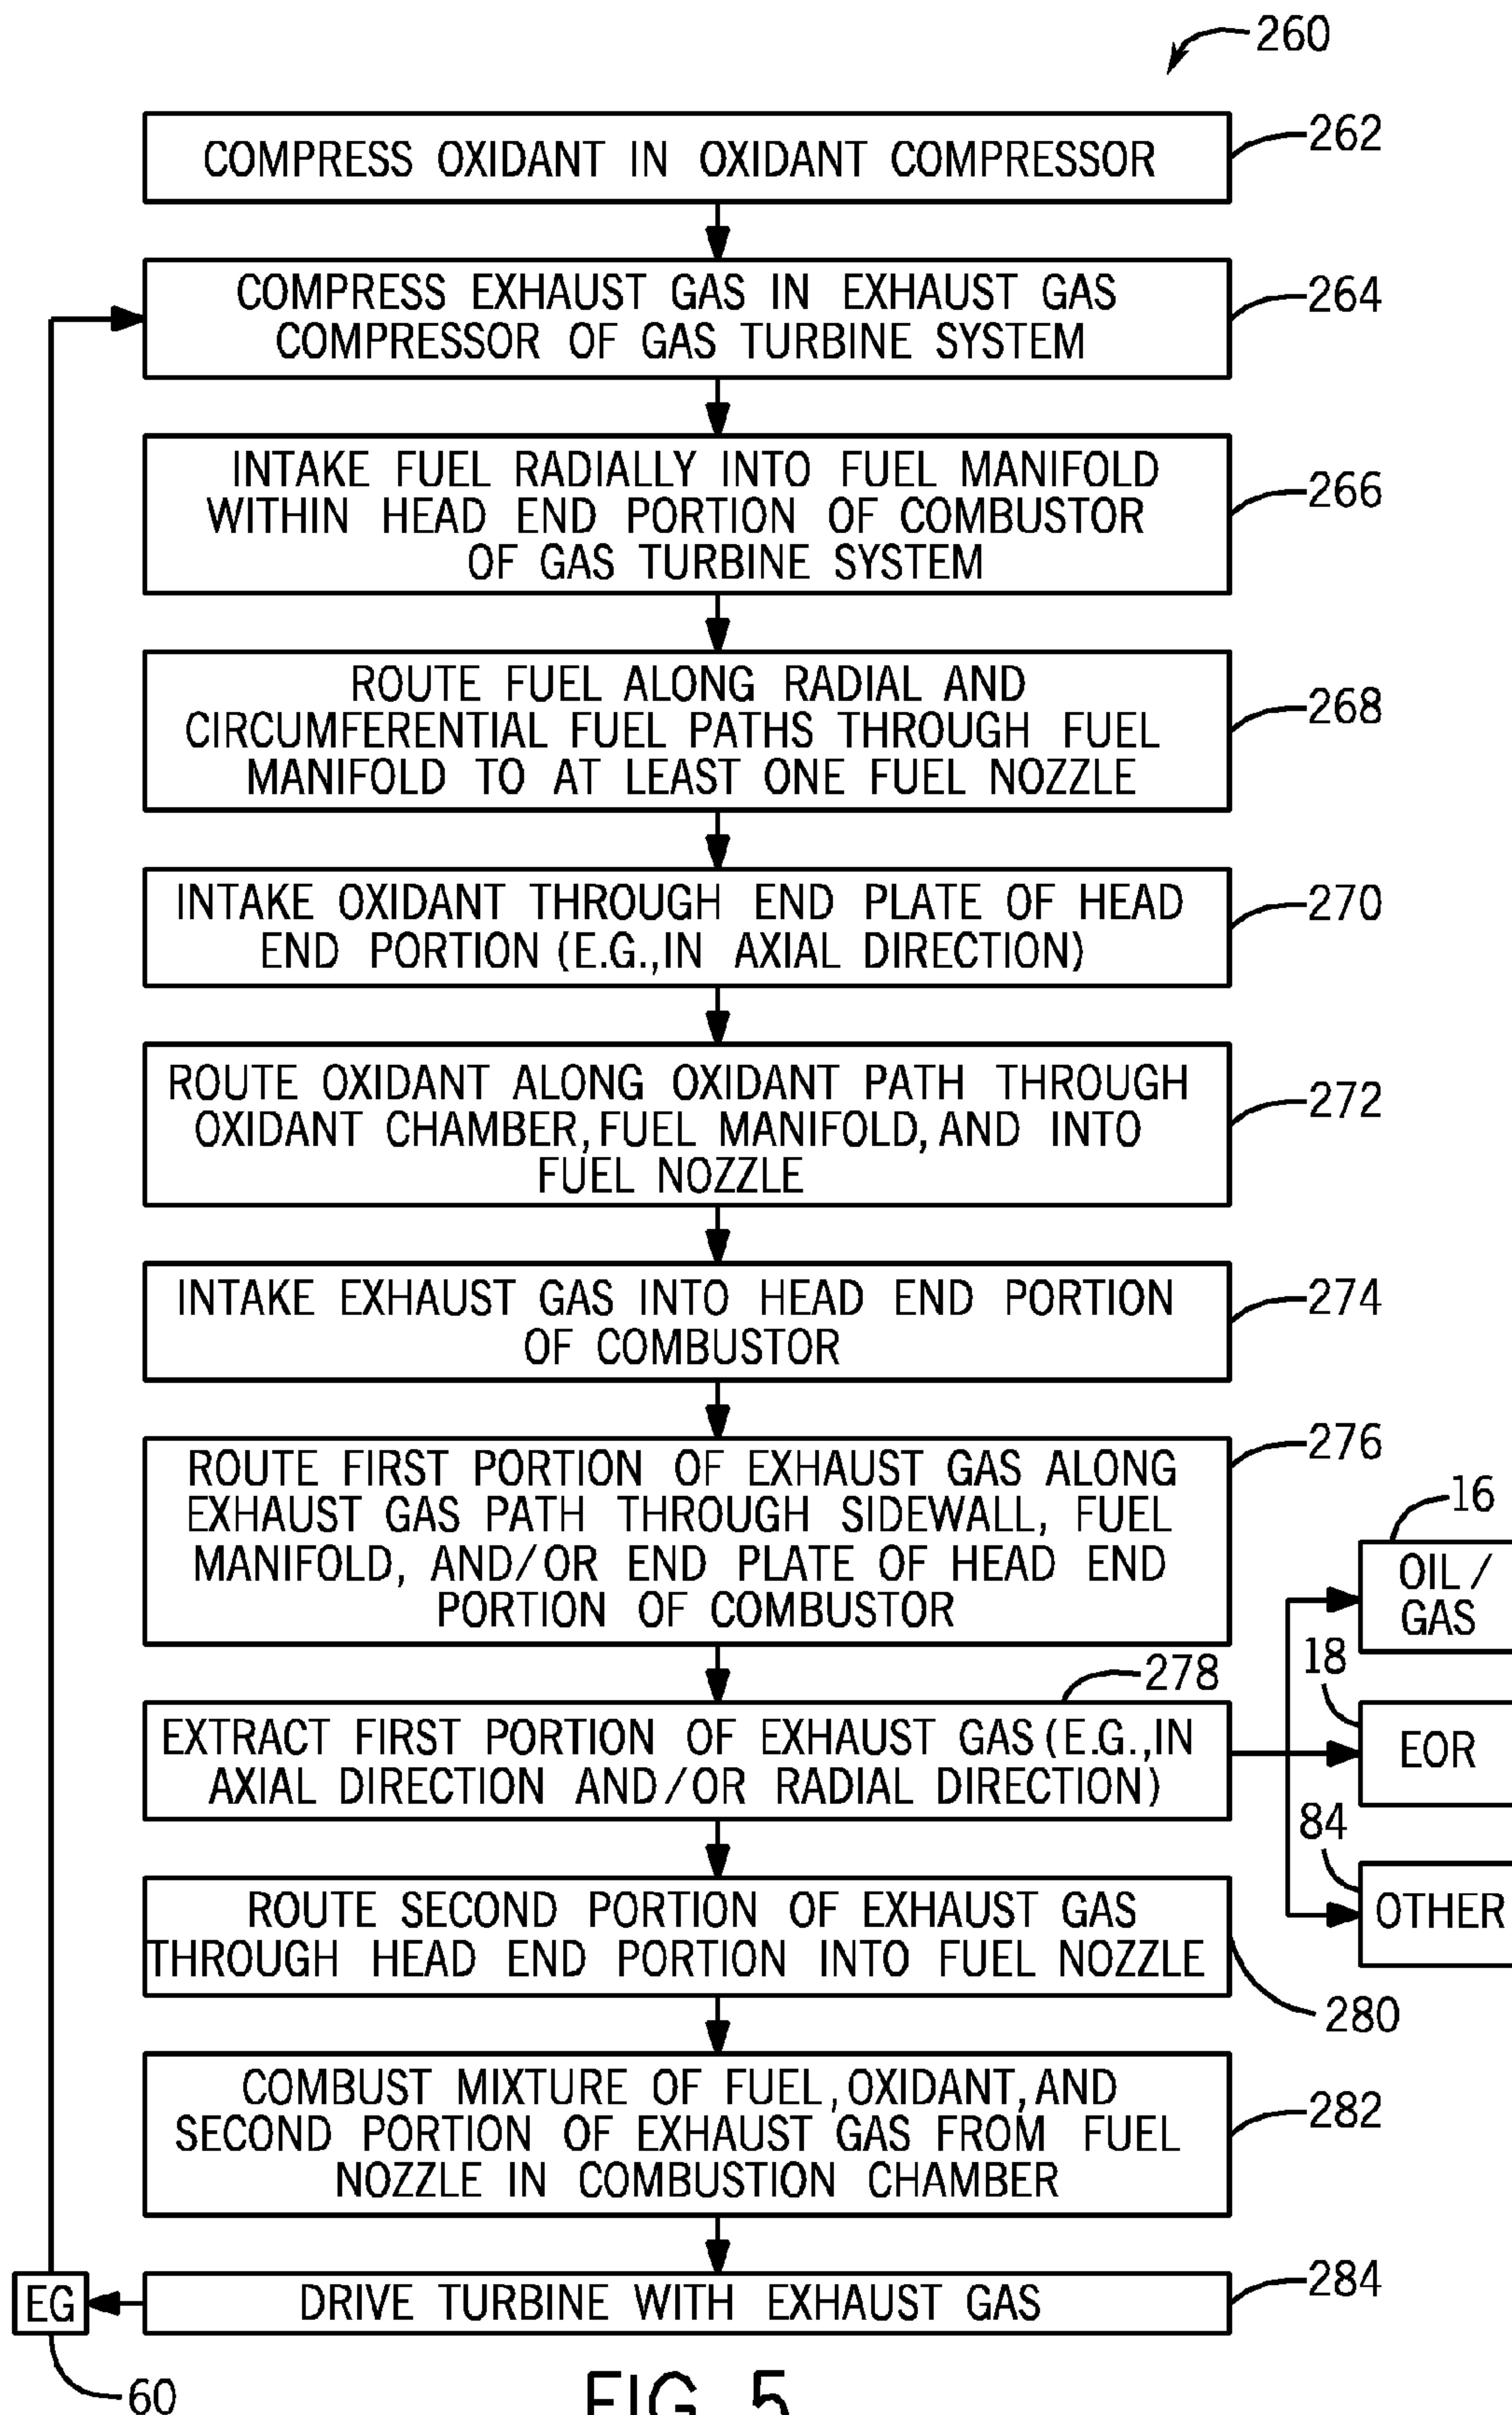 260
COMPRESS OXIDANT IN OXIDANT COMPRESSOR
262
COMPRESS EXHAUST GAS IN EXHAUST GAS
COMPRESSOR OF GAS TURBINE SYSTEM
264
INTAKE FUEL RADIALLY INTO FUEL MANIFOLD
WITHIN HEAD END PORTION OF COMBUSTOR
OF GAS TURBINE SYSTEM
266
ROUTE FUEL ALONG RADIAL AND
CIRCUMFERENTIAL FUEL PATHS THROUGH FUEL
MANIFOLD TO AT LEAST ONE FUEL NOZZLE
268
INTAKE OXIDANT THROUGH END PLATE OF HEAD
END PORTION (E.G.,IN AXIAL DIRECTION)
270
ROUTE OXIDANT ALONG OXIDANT PATH THROUGH
OXIDANT CHAMBER, FUEL MANIFOLD, AND INTO
FUEL NOZZLE
272
INTAKE EXHAUST GAS INTO HEAD END PORTION
OF COMBUSTOR
274
ROUTE FIRST PORTION OF EXHAUST GAS ALONG
EXHAUST GAS PATH THROUGH SIDEWALL, FUEL
MANIFOLD, AND/OR END PLATE OF HEAD END
PORTION OF COMBUSTOR
276
16
OIL/
GAS
278
EXTRACT FIRST PORTION OF EXHAUST GAS (E.G.,IN
AXIAL DIRECTION AND/OR RADIAL DIRECTION)
18
EOR
84
OTHER
ROUTE SECOND PORTION OF EXHAUST GAS
THROUGH HEAD END PORTION INTO FUEL NOZZLE
280
COMBUST MIXTURE OF FUEL, OXIDANT, AND
SECOND PORTION OF EXHAUST GAS FROM FUEL
NOZZLE IN COMBUSTION CHAMBER
282
EG
DRIVE TURBINE WITH EXHAUST GAS
284
60
FIG. 5